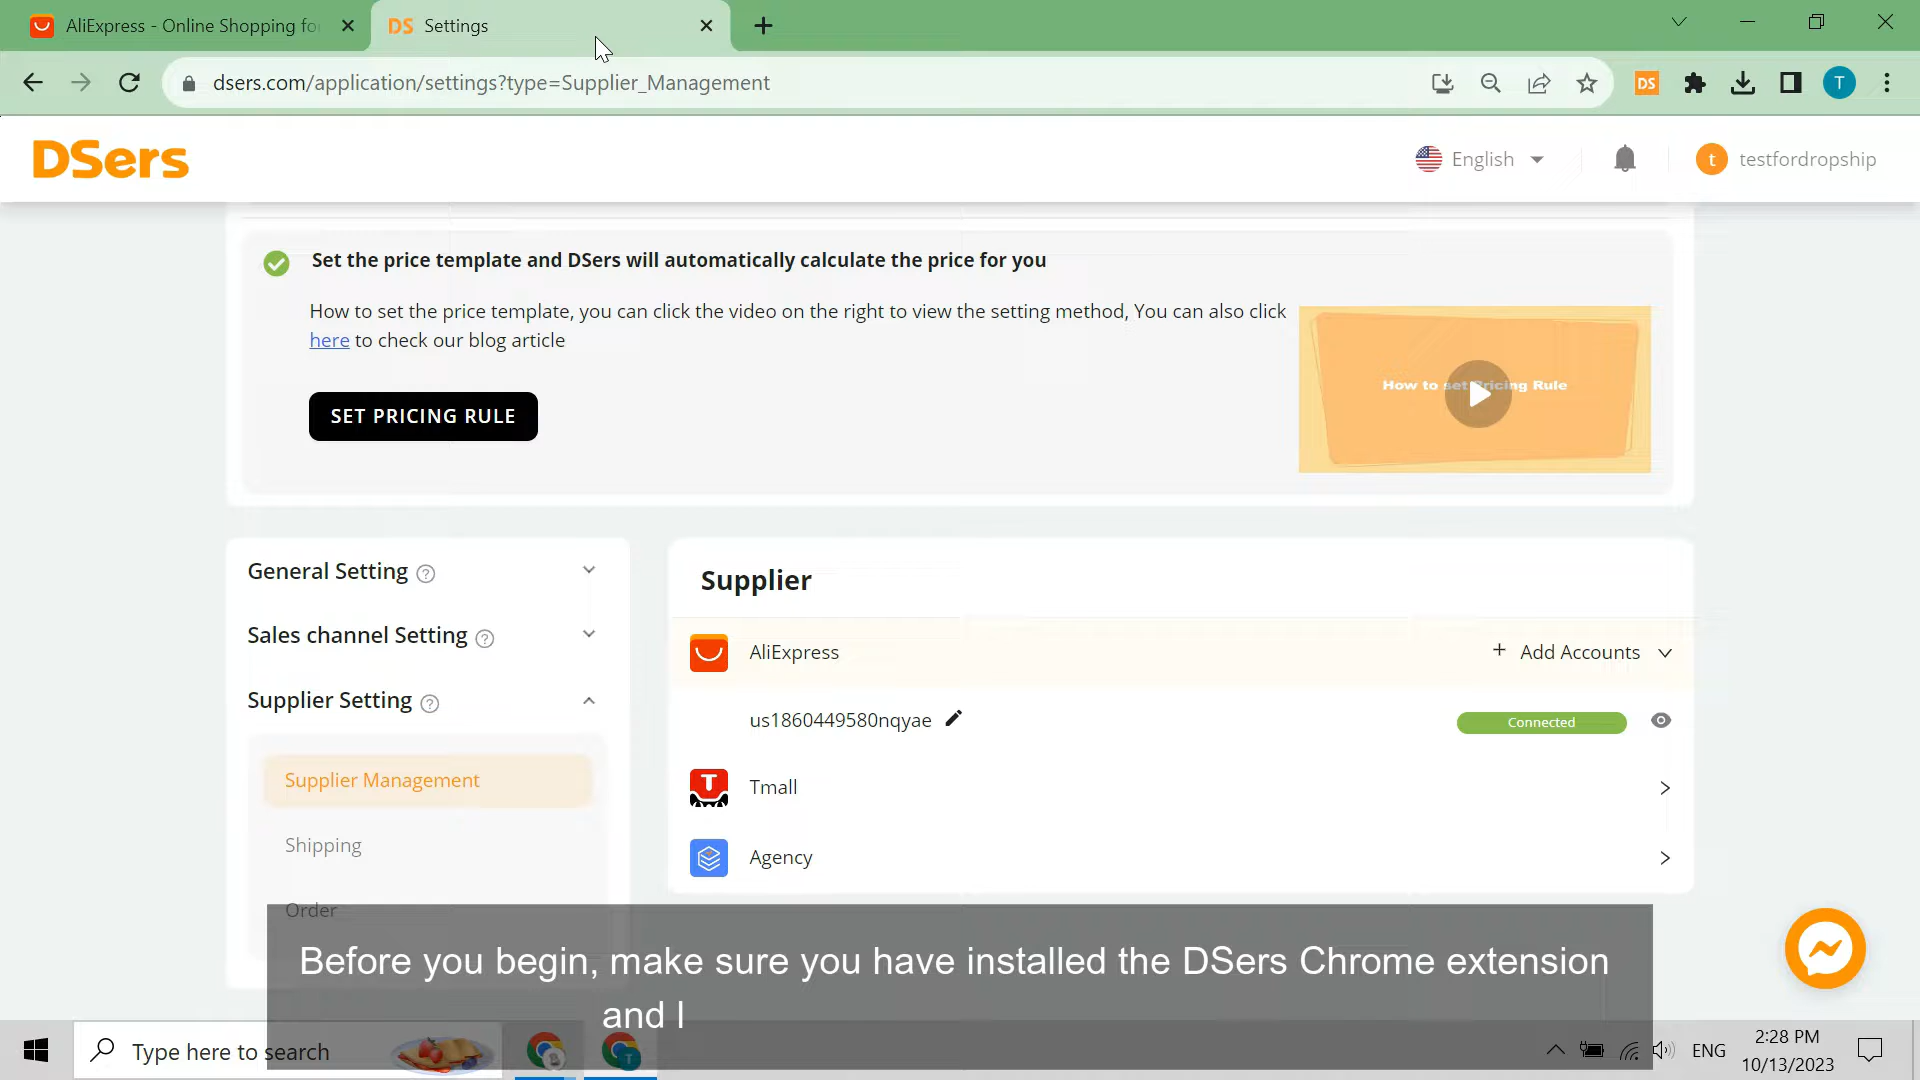 AliExpress - Online Shopping fo
DS Settings
dsers.com/application/settings?type=Supplier_Management
DS
T
DSers
English
t
testfordropship
Set the price template and DSers will automatically calculate the price for you
How to set the price template, you can click the video on the right to view the setting method, You can also click
here to check our blog article
How to set Pricing Rule
SET PRICING RULE
General Setting ?
Sales channel Setting ?
Supplier Setting ?
Supplier Management
Shipping
Order
Supplier
AliExpress
+ Add Accounts
us1860449580nqyae
Connected
T
Tmall
Agency
Before you begin, make sure you have installed the DSers Chrome extension
and l
Type here to search
T
ENG
2:28 PM
10/13/2023